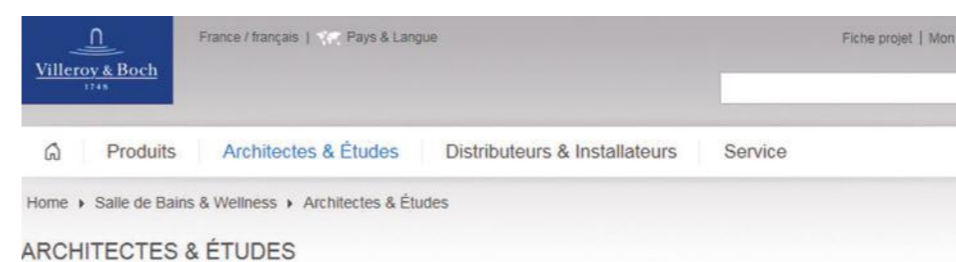 France / français | Pays & Langue
Fiche projet | Mon
Villeroy & Boch
1748
Produits
Architectes & Études
Distributeurs & Installateurs
Service
Home ▸ Salle de Bains & Wellness ▸ Architectes & Études
ARCHITECTES & ÉTUDES